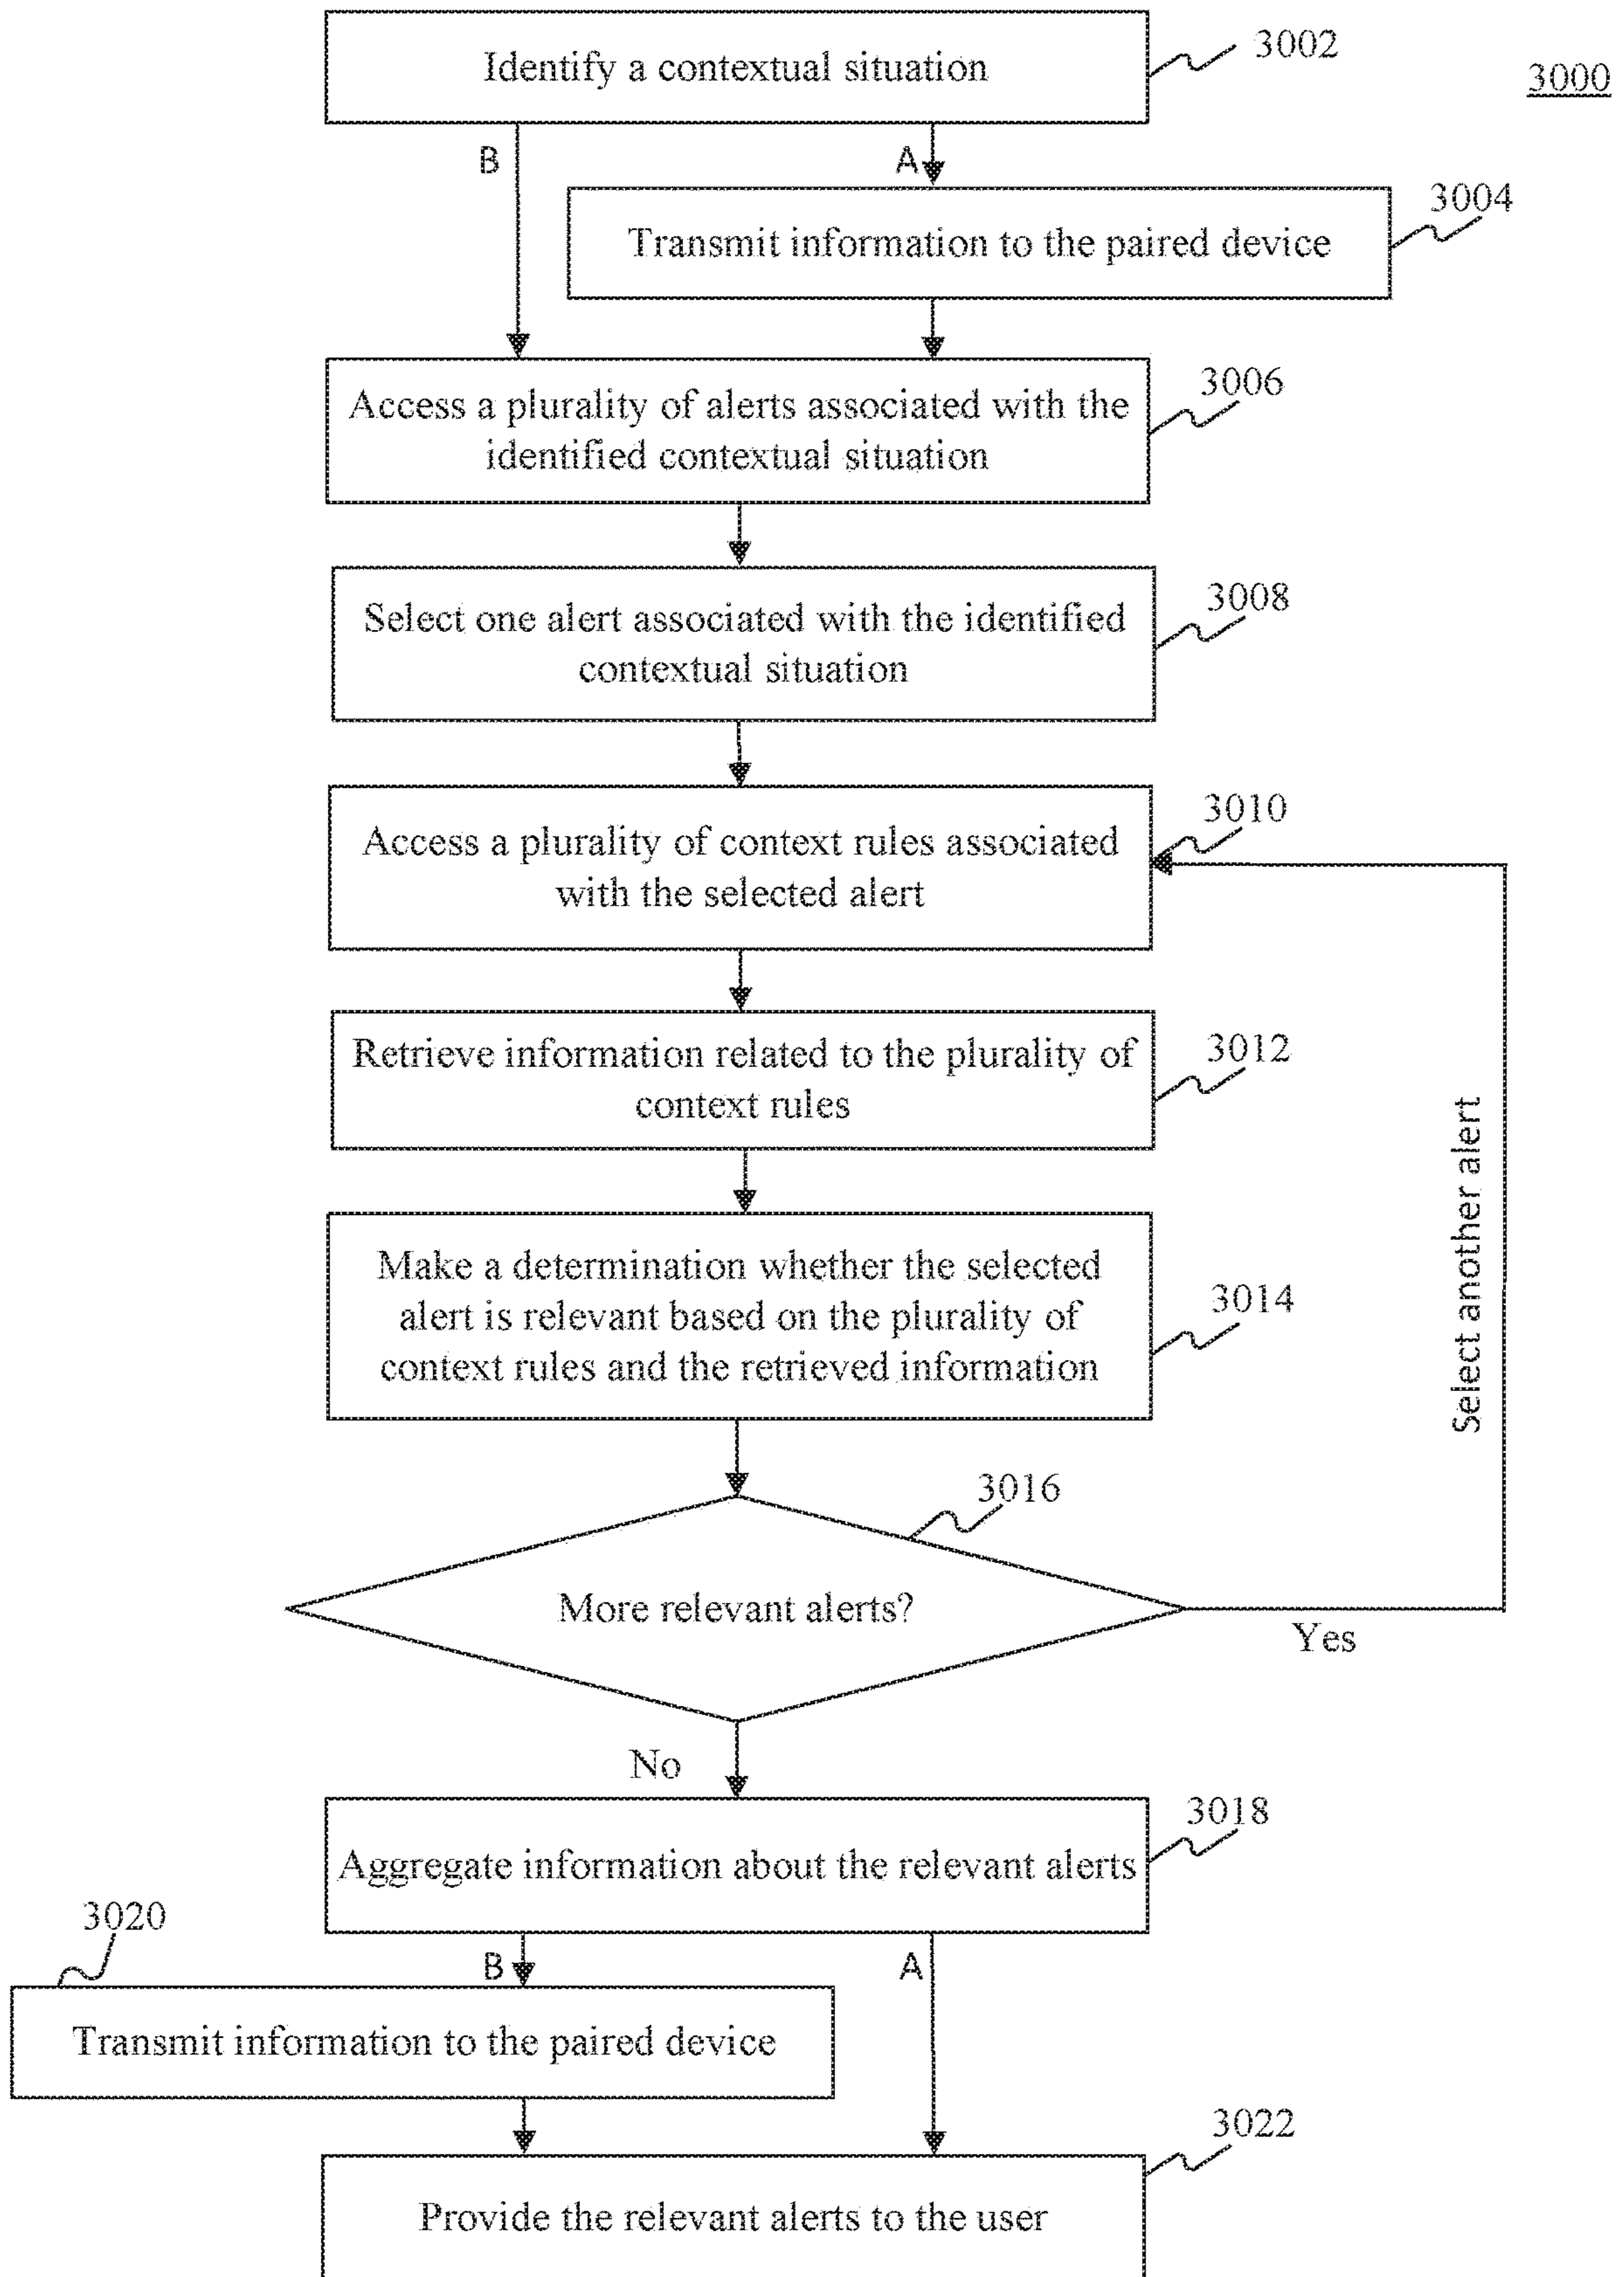 Identify a contextual situation
3002
3000
B
A
Transmit information to the paired device
3004
Access a plurality of alerts associated with the
identified contextual situation
3006
Select one alert associated with the identified
contextual situation
3008
Access a plurality of context rules associated
with the selected alert
3010
Retrieve information related to the plurality of
context rules
3012
Select another alert
Make a determination whether the selected
alert is relevant based on the plurality of
context rules and the retrieved information
3014
3016
More relevant alerts?
Yes
No
Aggregate information about the relevant alerts
3018
3020
B
A
Transmit information to the paired device
3022
Provide the relevant alerts to the user